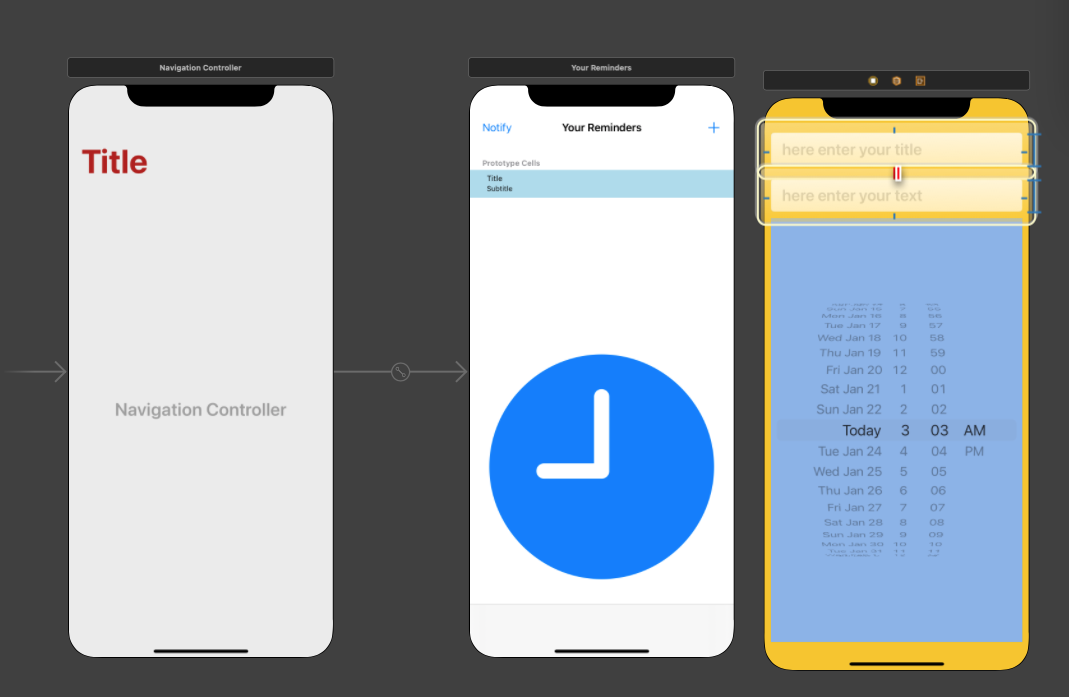 Navigation Controller
Title
Navigation Controller
Your Reminders
Notify
Your Reminders
+
Prototype Cells
Title
Subtitle
here enter your title
here enter your text
Mon Jan 16 8 56
Tue Jan 17 9 57
Wed Jan 18 10 58
Thu Jan 19 11 59
Fri Jan 20 12 00
Sat Jan 21 1 01
Sun Jan 22 2 02
Today 3 03 AM
Tue Jan 24 4 04 PM
Wed Jan 25 5 05
Thu Jan 26 6 06
Fri Jan 27 7 07
Sat Jan 28 8 08
Sun Jan 29 9 09
Mon Jan 30 10 10
Tue Jan 31 11 11